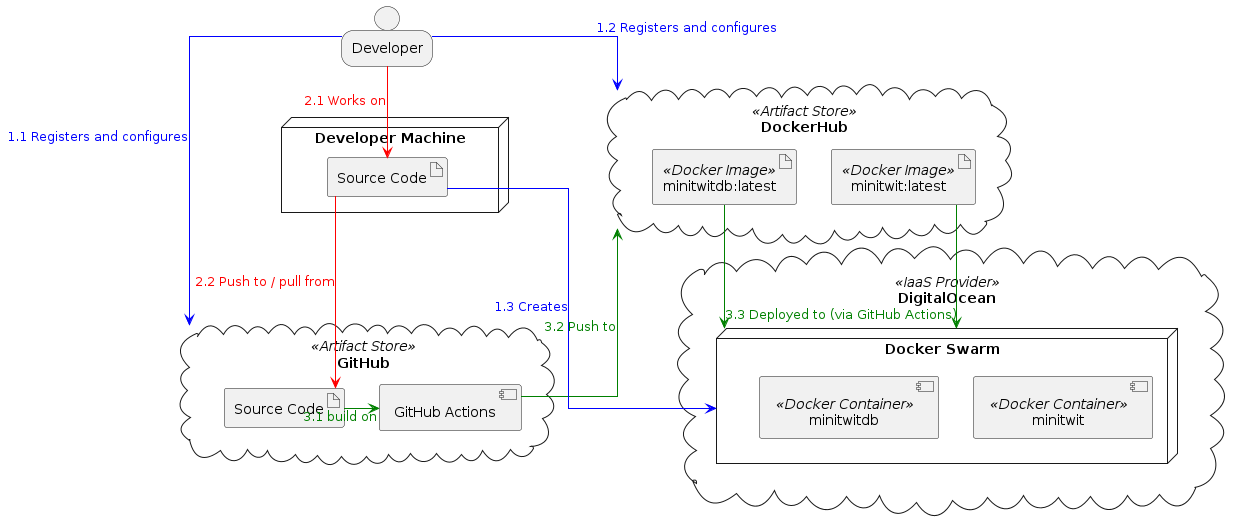 1.2 Registers and configures
Developer
2.1 Works on
1.1 Registers and configures
Developer Machine
Source Code
«Artifact Store»
DockerHub
«Docker Image»
minitwitdb:latest
«Docker Image»
minitwit:latest
2.2 Push to / pull from
1.3 Creates
3.2 Push to
«IaaS Provider»
DigitalOcean
3.3 Deployed to (via GitHub Actions)
«Artifact Store»
GitHub
Source Code
3.1 build on
GitHub Actions
Docker Swarm
«Docker Container»
minitwitdb
«Docker Container»
minitwit